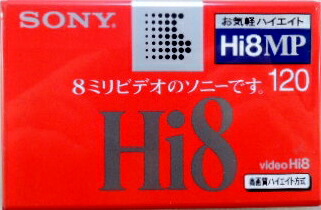 SONY
お気軽ハイエイト
Hi8MP
8ミリビデオのソニーです。120
Hi8
video Hi8
高画質ハイエイト方式